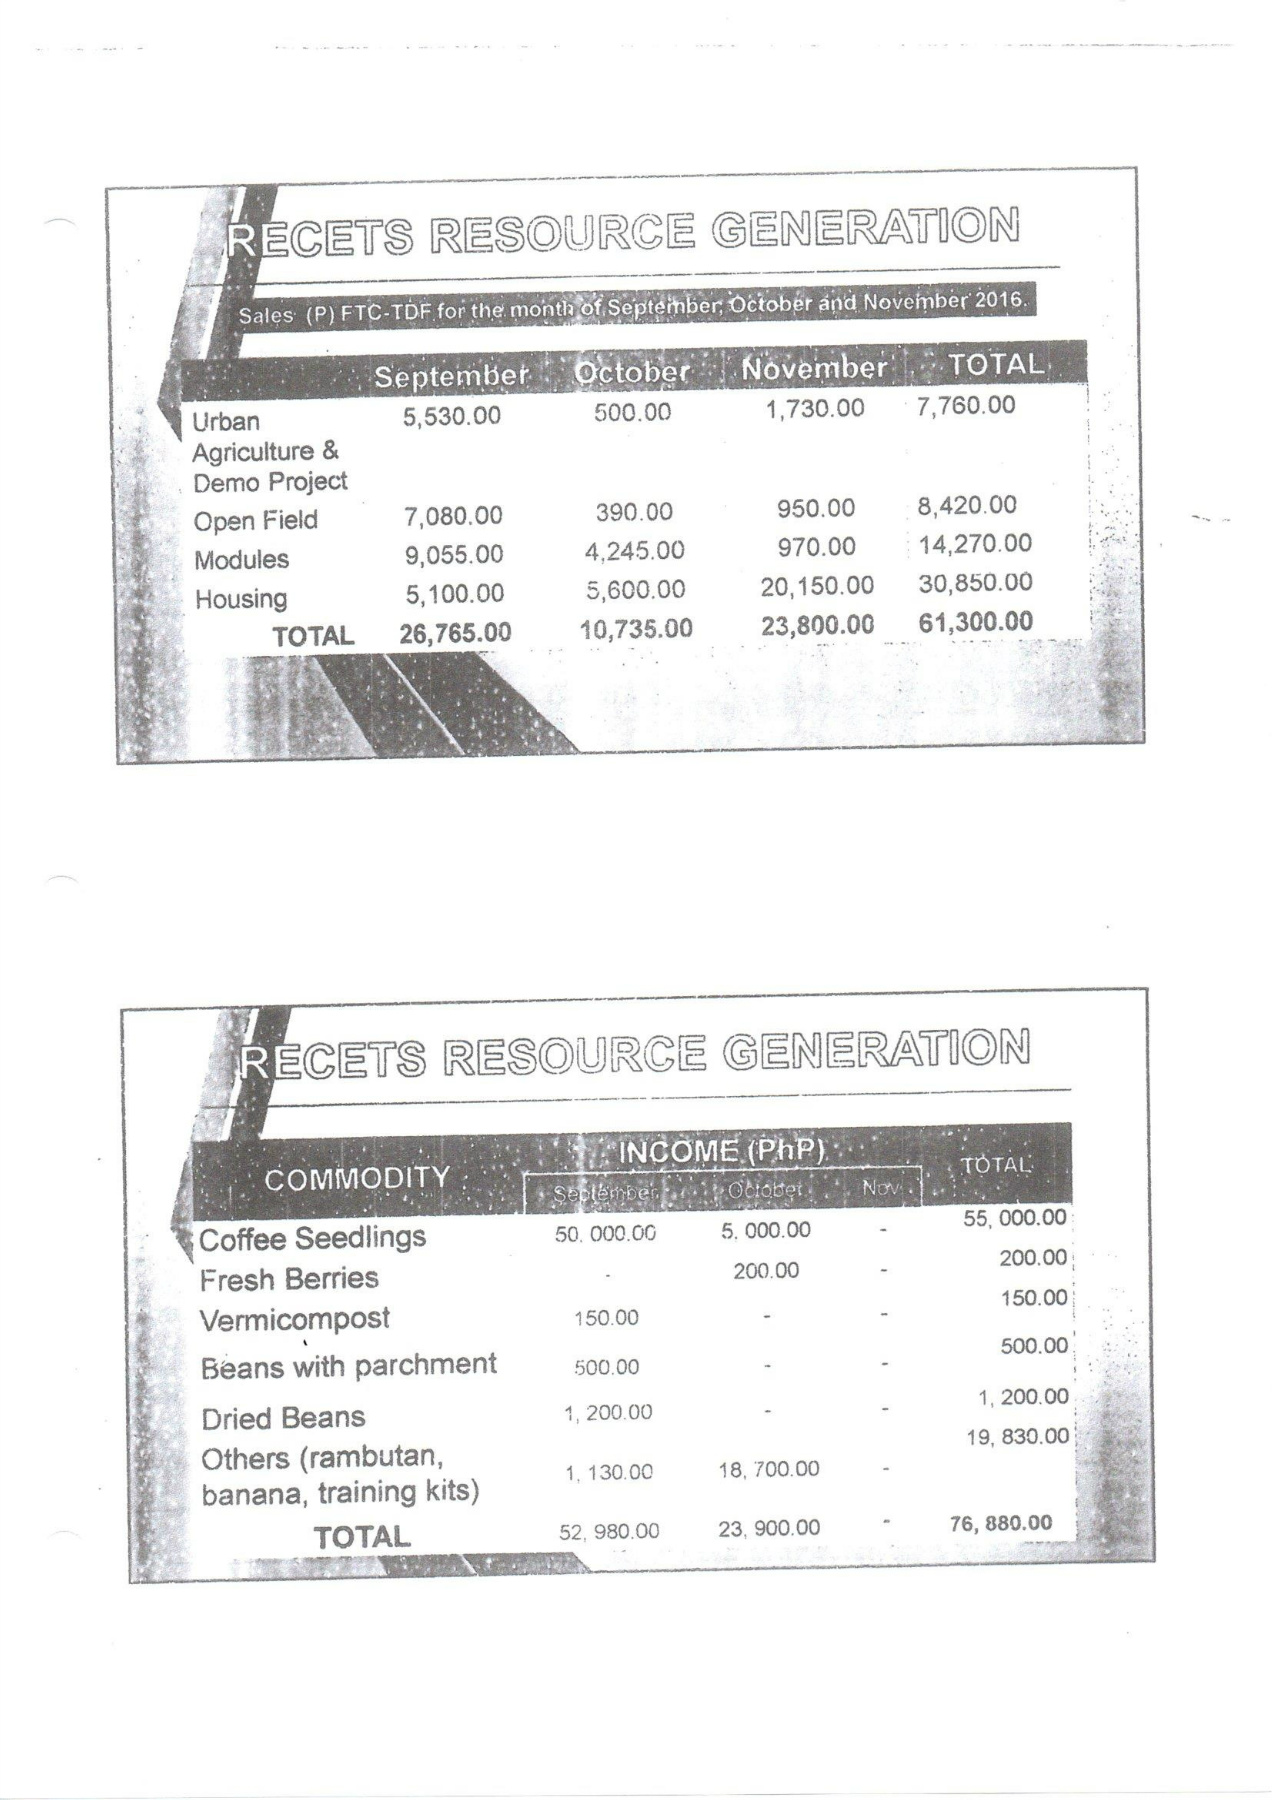 RECETS RESOURCE GENERATION
Sales (P) FTC-TDF for the month of September, October and November 2016.
September October November TOTAL
Urban 5,530.00 500.00 1,730.00 7,760.00
Agriculture &
Demo Project
Open Field 7,080.00 390.00 950.00 8,420.00
Modules 9,055.00 4,245.00 970.00 14,270.00
Housing 5,100.00 5,600.00 20,150.00 30,850.00
TOTAL 26,765.00 10,735.00 23,800.00 61,300.00
RECETS RESOURCE GENERATION
COMMODITY INCOME (PhP) TOTAL
September October Nov
Coffee Seedlings 50, 000.00 5, 000.00 - 55, 000.00
Fresh Berries - 200.00 - 200.00
Vermicompost 150.00 - - 150.00
Beans with parchment 500.00 - - 500.00
Dried Beans 1, 200.00 - - 1, 200.00
Others (rambutan, 19, 830.00
banana, training kits) 1, 130.00 18, 700.00 -
TOTAL 52, 980.00 23, 900.00 - 76, 880.00